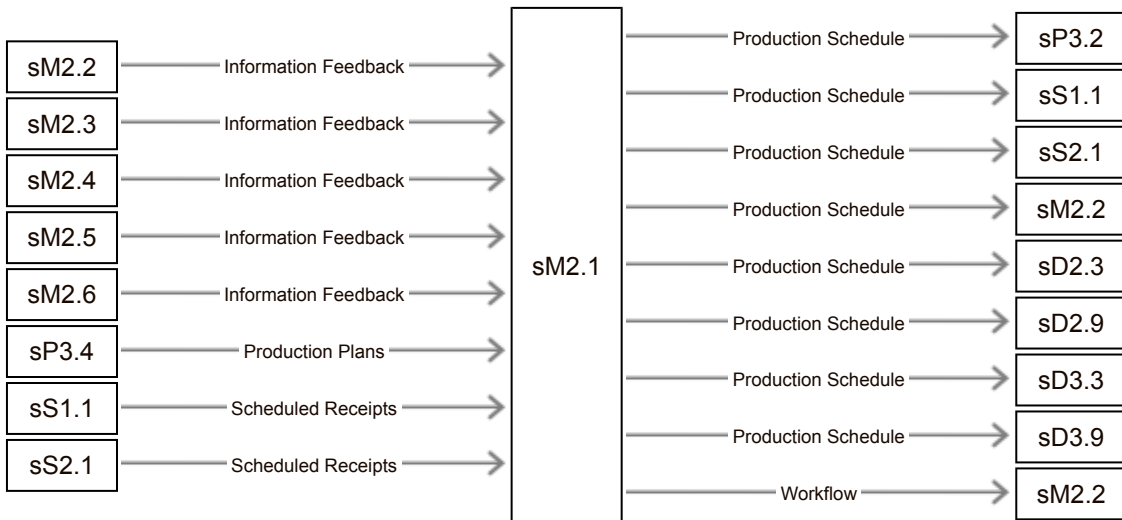 sM2.2 Information Feedback
sM2.3 Information Feedback
sM2.4 Information Feedback
sM2.5 Information Feedback
sM2.6 Information Feedback
sP3.4 Production Plans
sS1.1 Scheduled Receipts
sS2.1 Scheduled Receipts
sM2.1
Production Schedule sP3.2
Production Schedule sS1.1
Production Schedule sS2.1
Production Schedule sM2.2
Production Schedule sD2.3
Production Schedule sD2.9
Production Schedule sD3.3
Production Schedule sD3.9
Workflow sM2.2